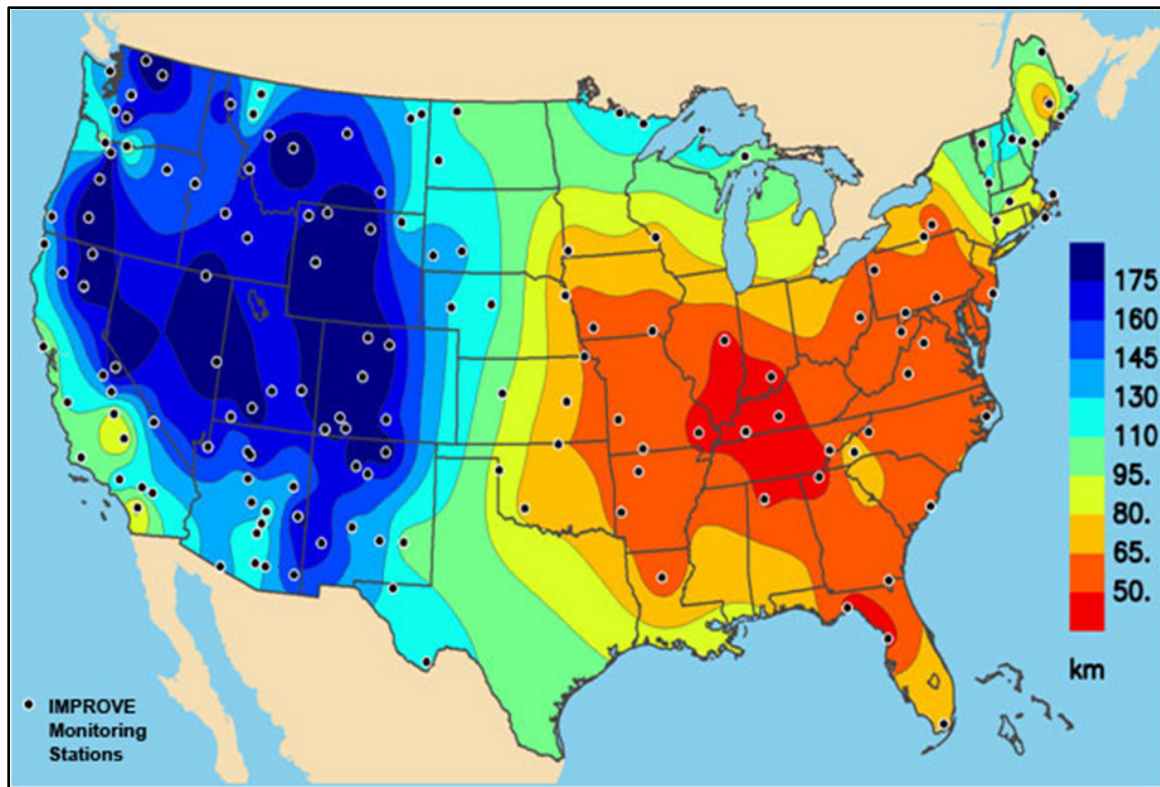 175
160
145
130
110
95.
80.
65.
50.
km
IMPROVE
Monitoring
Stations